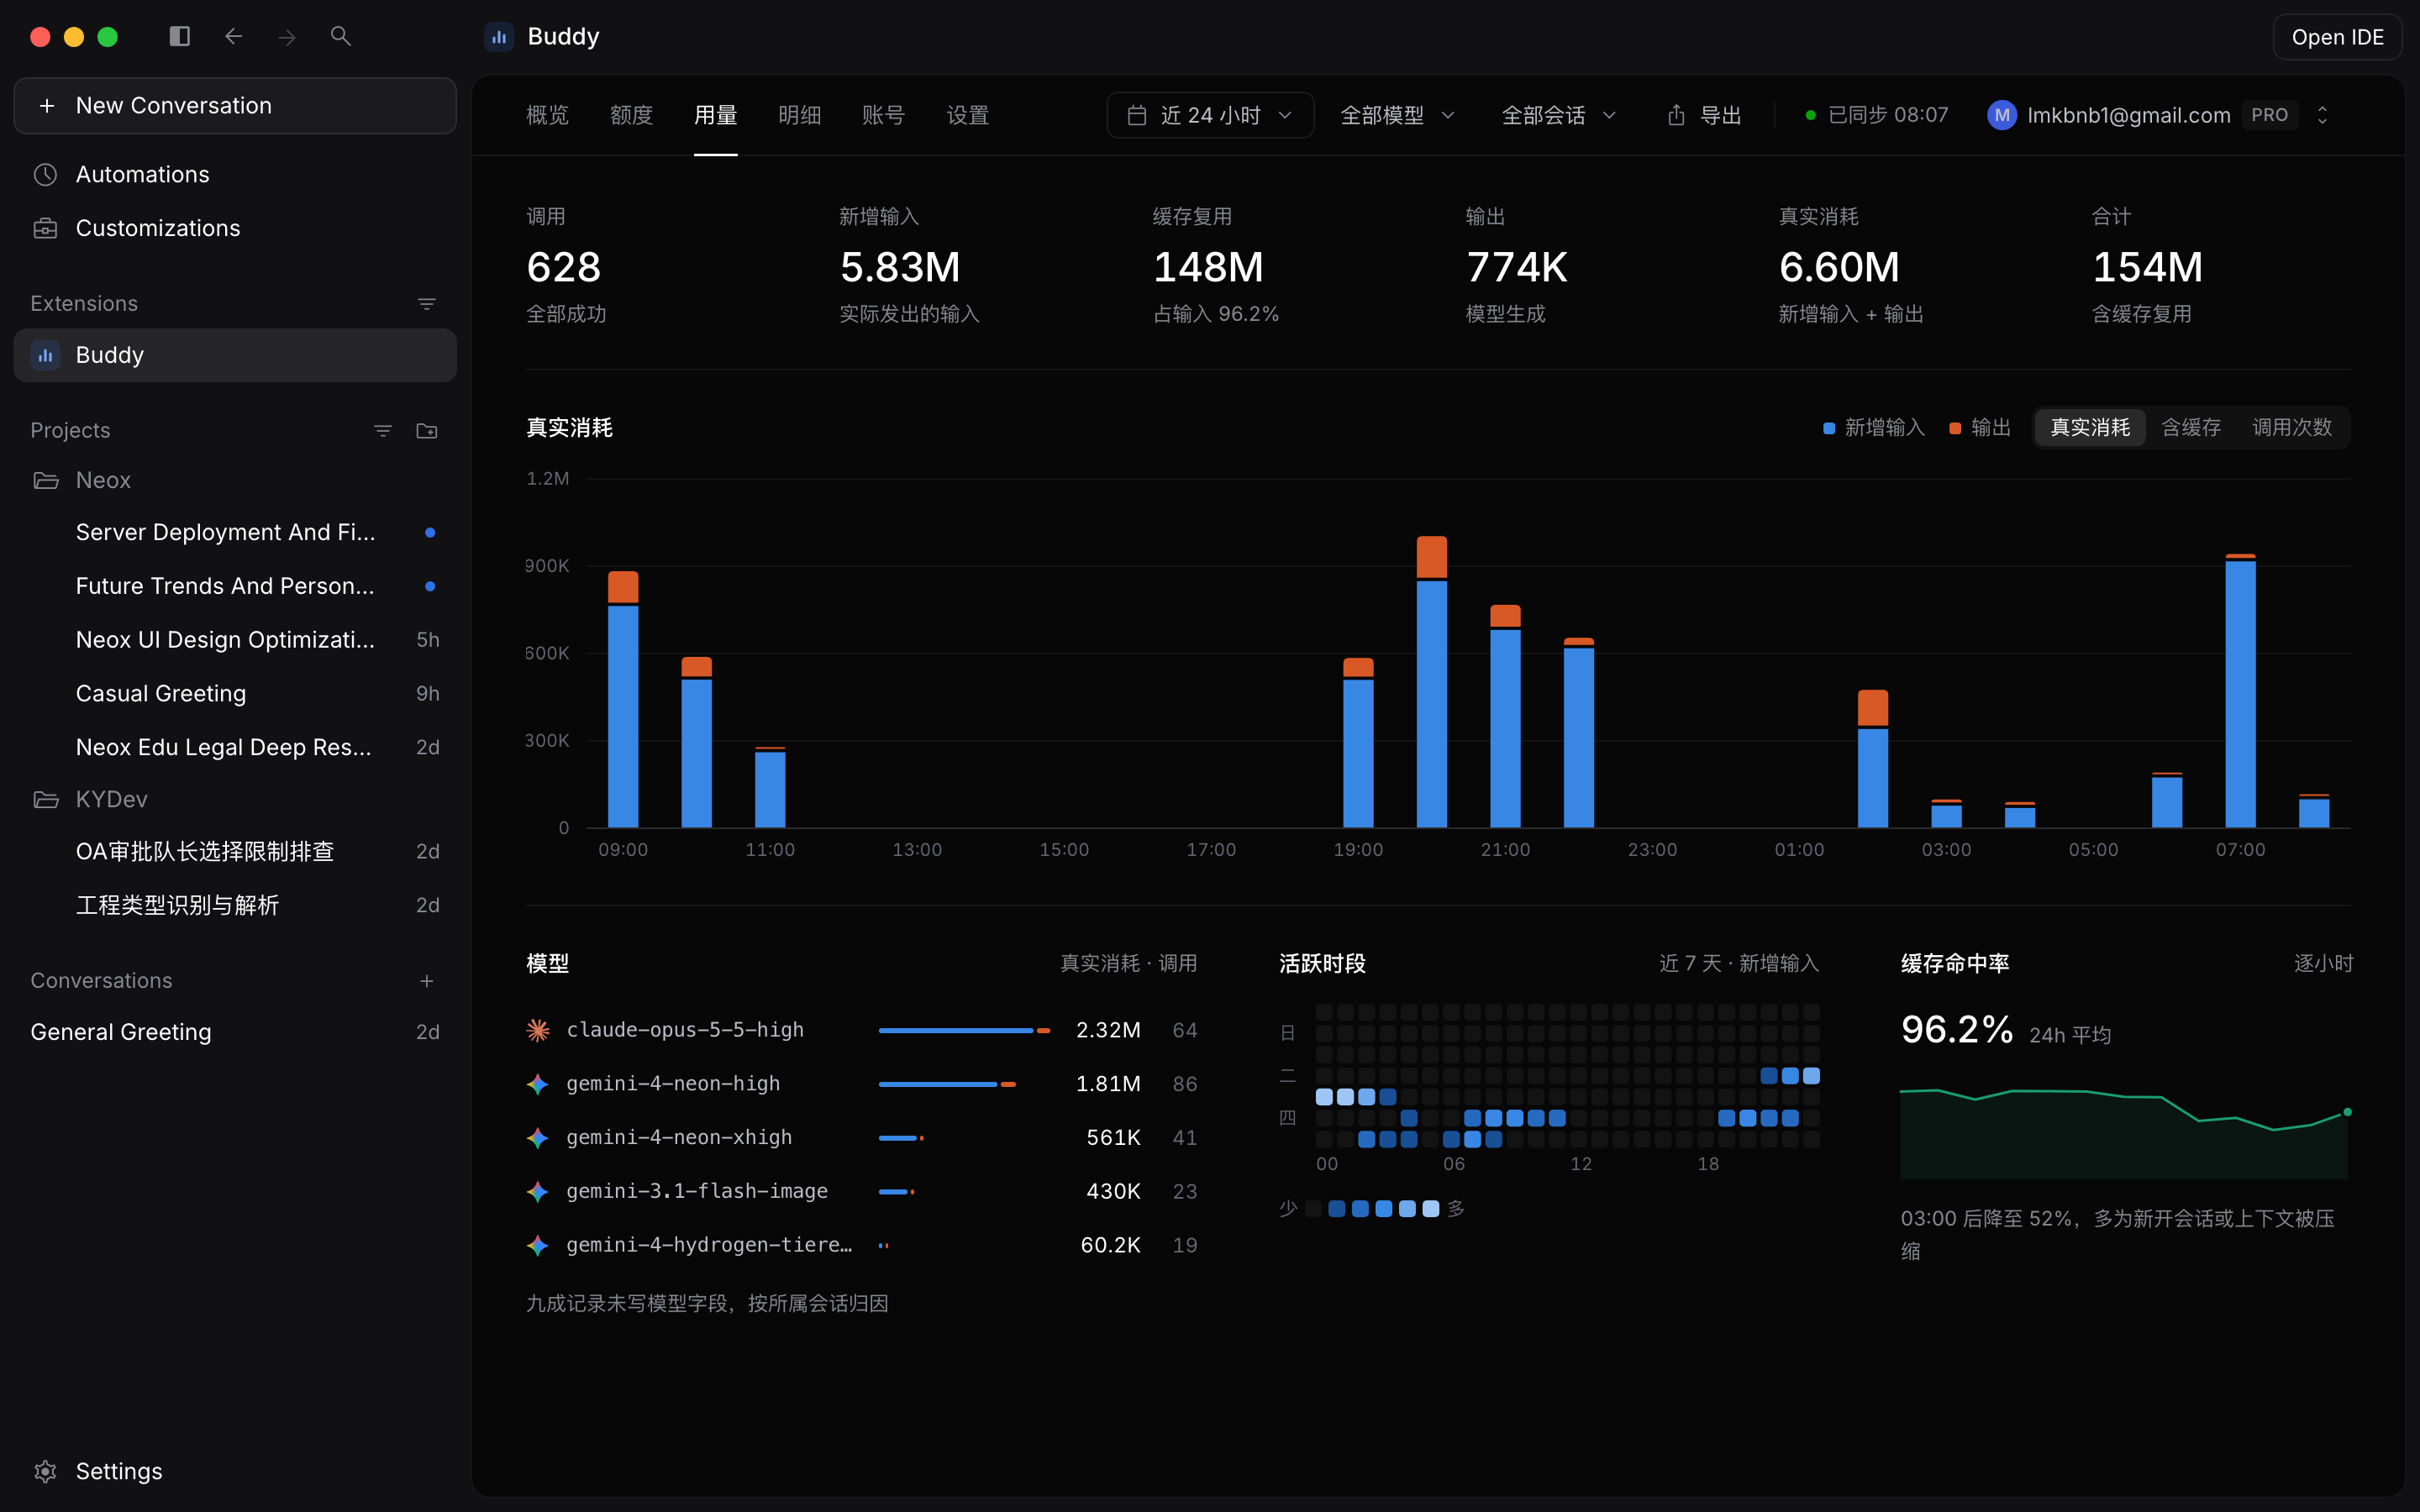 Buddy
Open IDE
New Conversation
Automations
Customizations
Extensions
Buddy
Projects
Neox
Server Deployment And Fi...
Future Trends And Person...
Neox UI Design Optimizati... 5h
Casual Greeting 9h
Neox Edu Legal Deep Res... 2d
KYDev
OA审批队长选择限制排查 2d
工程类型识别与解析 2d
Conversations
General Greeting 2d
Settings
概览 额度 用量 明细 账号 设置
近 24 小时 全部模型 全部会话 导出 已同步 08:07 M lmkbnb1@gmail.com PRO
调用 新增输入 缓存复用 输出 真实消耗 合计
628 5.83M 148M 774K 6.60M 154M
全部成功 实际发出的输入 占输入 96.2% 模型生成 新增输入 + 输出 含缓存复用
真实消耗
新增输入 输出 真实消耗 含缓存 调用次数
1.2M
900K
600K
300K
0
09:00 11:00 13:00 15:00 17:00 19:00 21:00 23:00 01:00 03:00 05:00 07:00
模型 真实消耗 · 调用
claude-opus-5-5-high 2.32M 64
gemini-4-neon-high 1.81M 86
gemini-4-neon-xhigh 561K 41
gemini-3.1-flash-image 430K 23
gemini-4-hydrogen-tiere… 60.2K 19
九成记录未写模型字段，按所属会话归因
活跃时段 近 7 天 · 新增输入
日
二
四
00 06 12 18
少 多
缓存命中率 逐小时
96.2% 24h 平均
03:00 后降至 52%，多为新开会话或上下文被压
缩